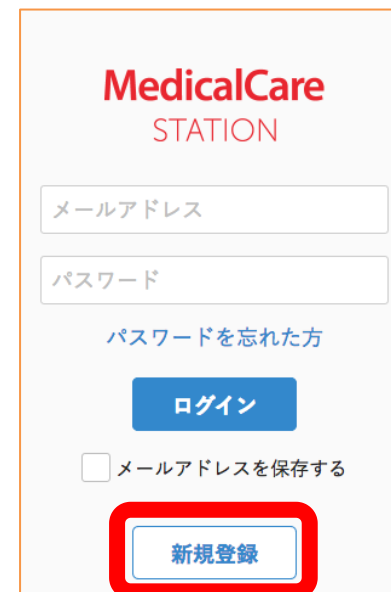 MedicalCare
STATION
メールアドレス
パスワード
パスワードを忘れた方
ログイン
メールアドレスを保存する
新規登録